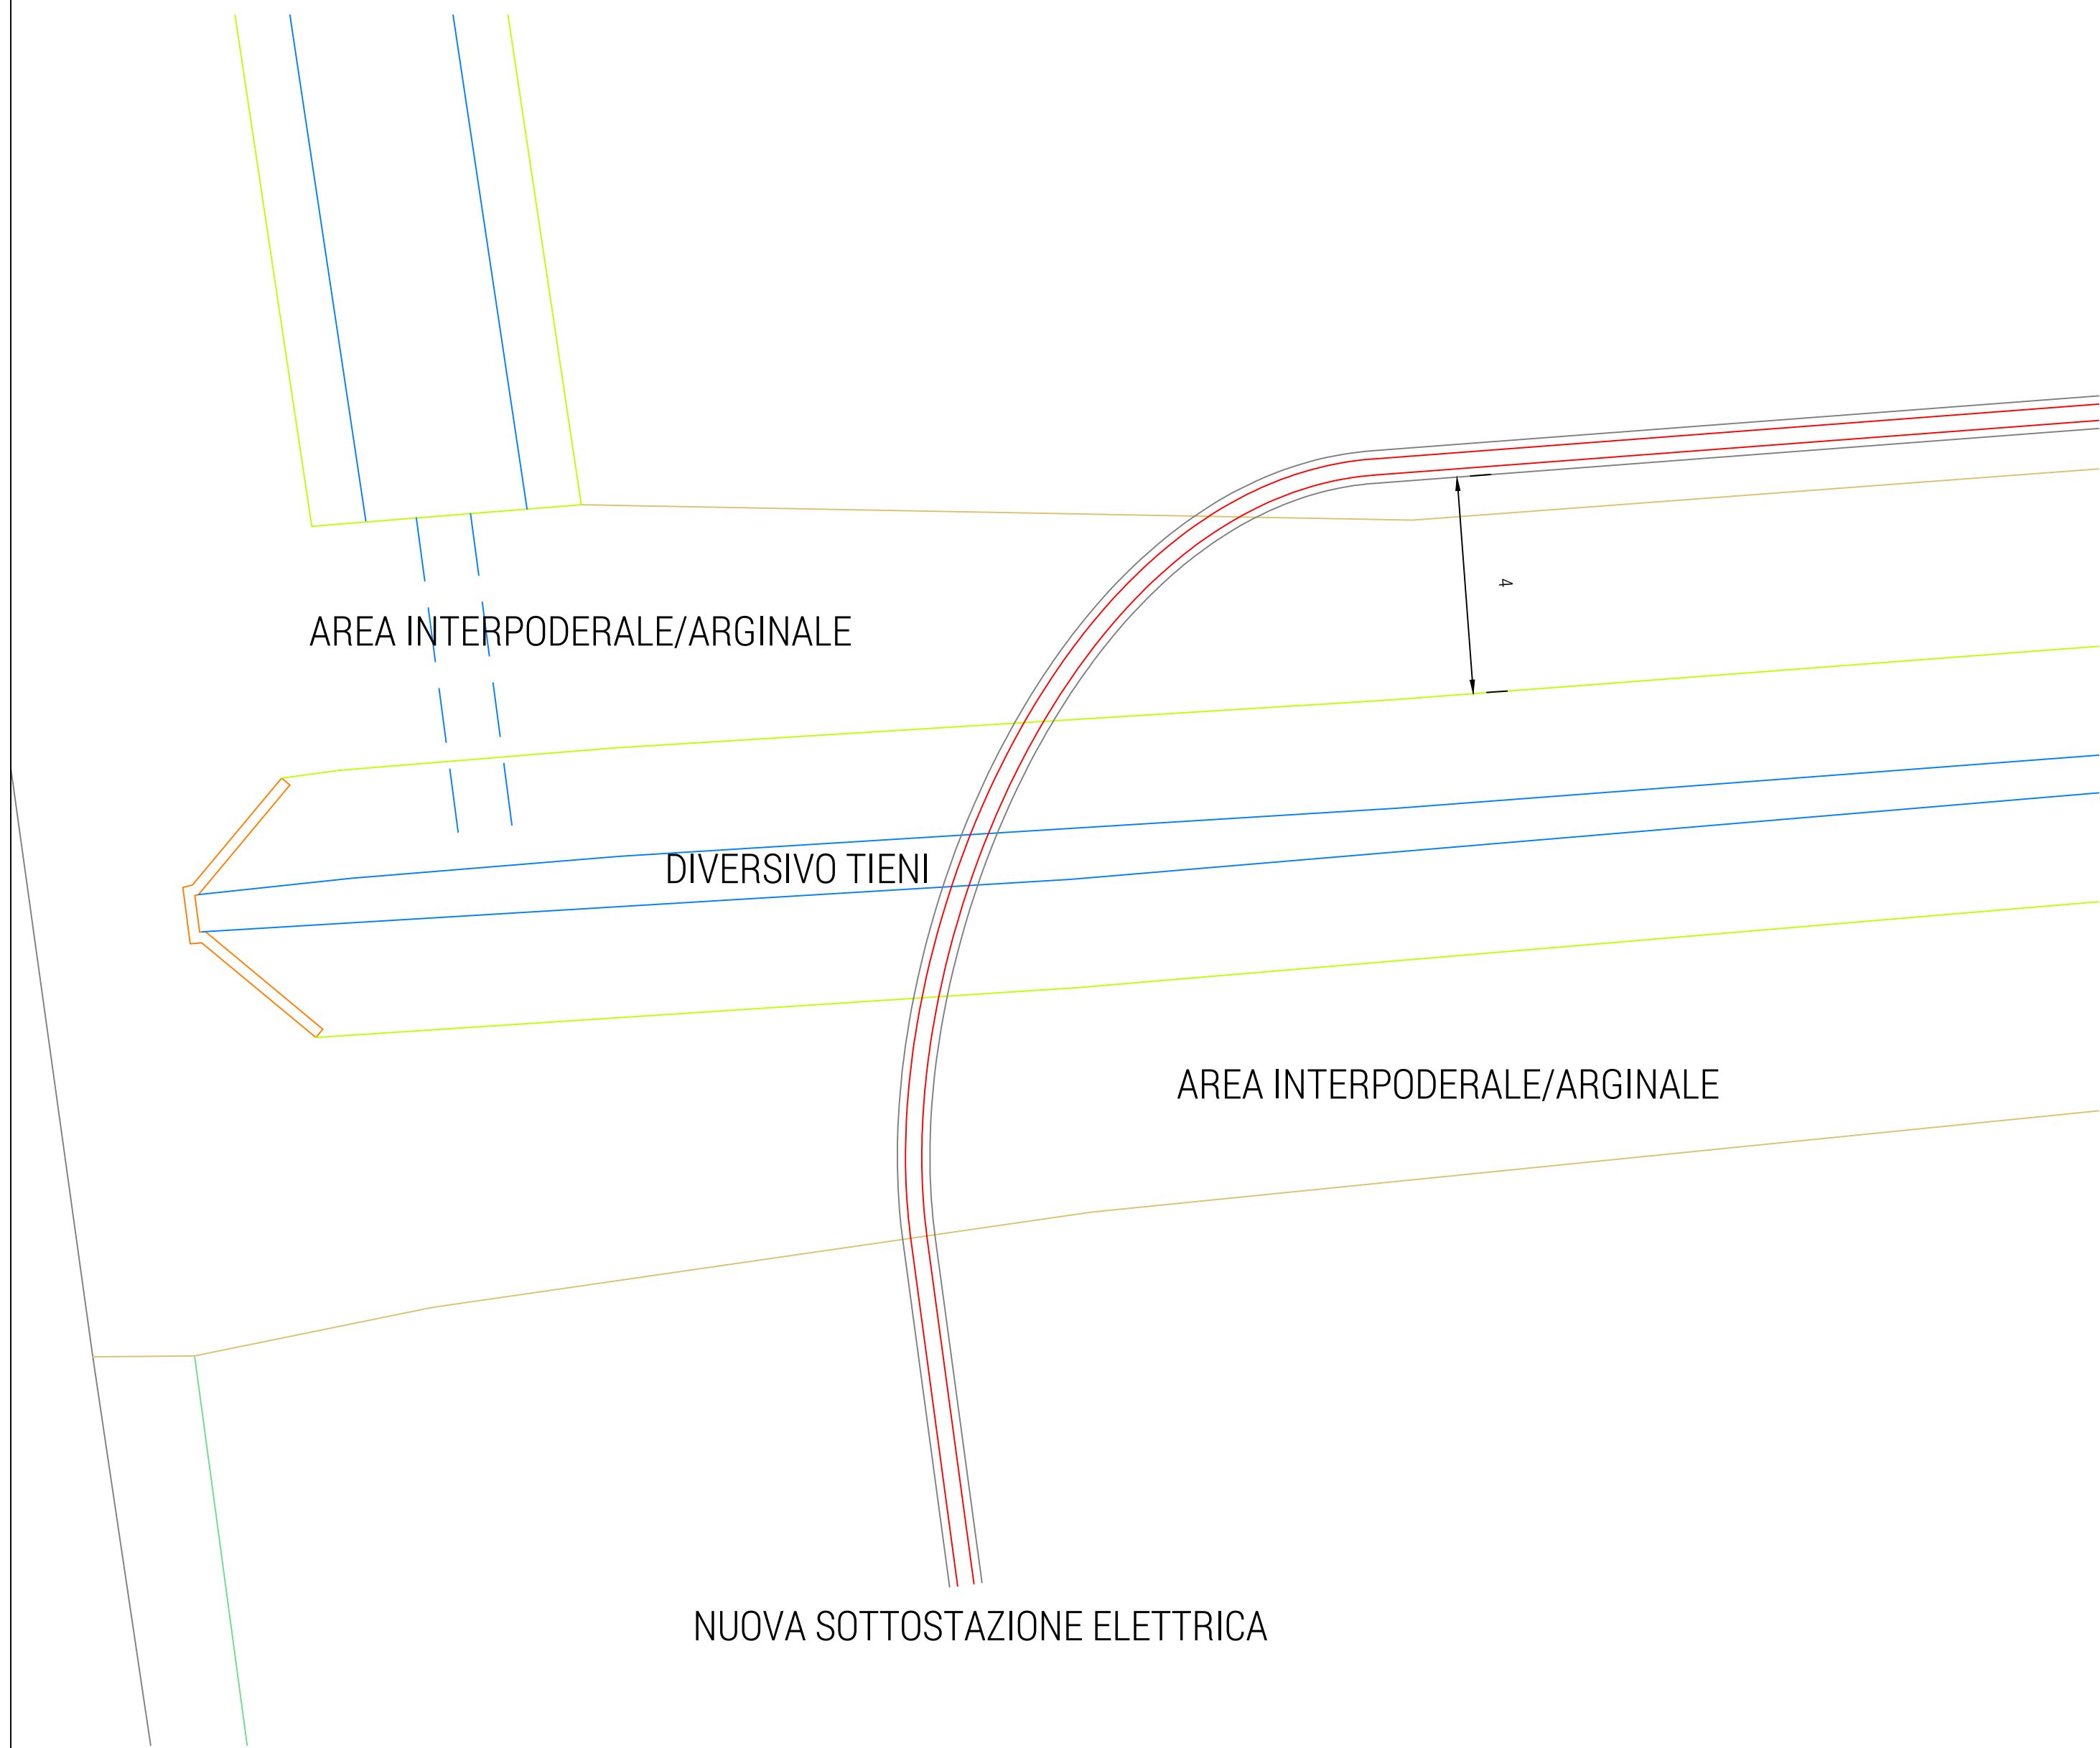 4
AREA INTERPODERALE/ARGINALE
DIVERSIVO TIENI
AREA INTERPODERALE/ARGINALE
NUOVA SOTTOSTAZIONE ELETTRICA